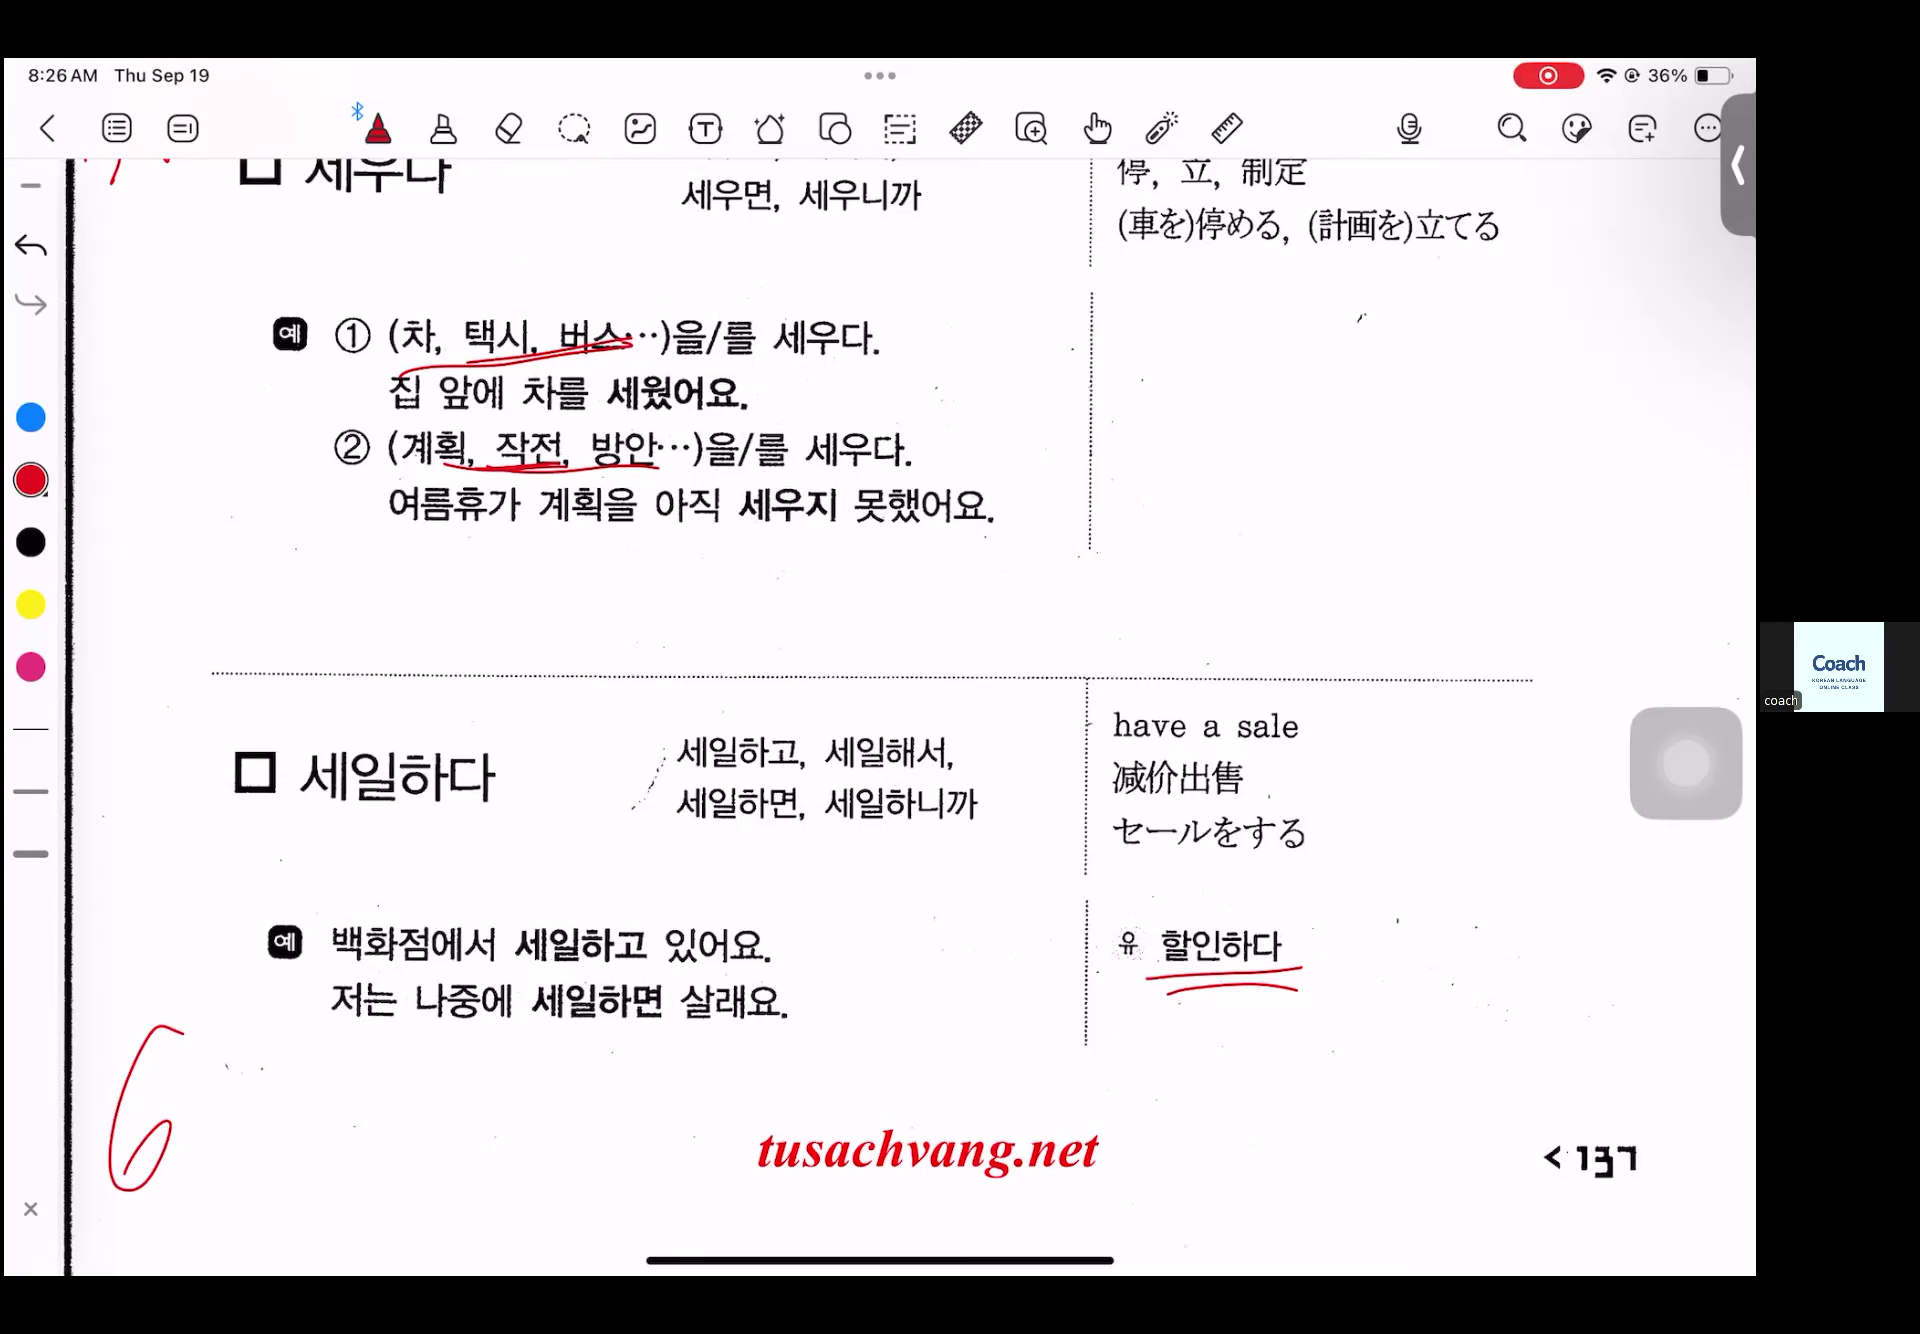 8:26 AM Thu Sep 19
36%
세우다
세우면, 세우니까
停, 立, 制定
(車を)停める, (計画を)立てる
예 ① (차, 택시, 버스…)을/를 세우다.
집 앞에 차를 세웠어요.
② (계획, 작전, 방안…)을/를 세우다.
여름휴가 계획을 아직 세우지 못했어요.
세일하다
세일하고, 세일해서,
세일하면, 세일하니까
have a sale
减价出售
セールをする
예 백화점에서 세일하고 있어요.
저는 나중에 세일하면 살래요.
유 할인하다
6
tusachvang.net
< 137
Coach
KOREAN LANGUAGE
ONLINE CLASS
coach